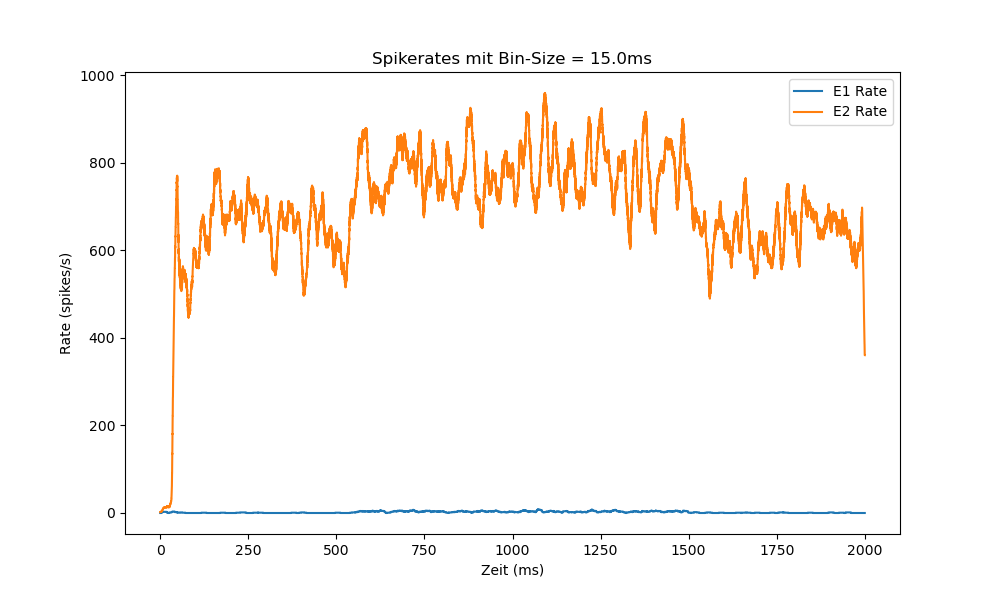 Spikerates mit Bin-Size = 15.0ms
1000
800
600
400
200
0
Rate (spikes/s)
E1 Rate
E2 Rate
0 250 500 750 1000 1250 1500 1750 2000
Zeit (ms)